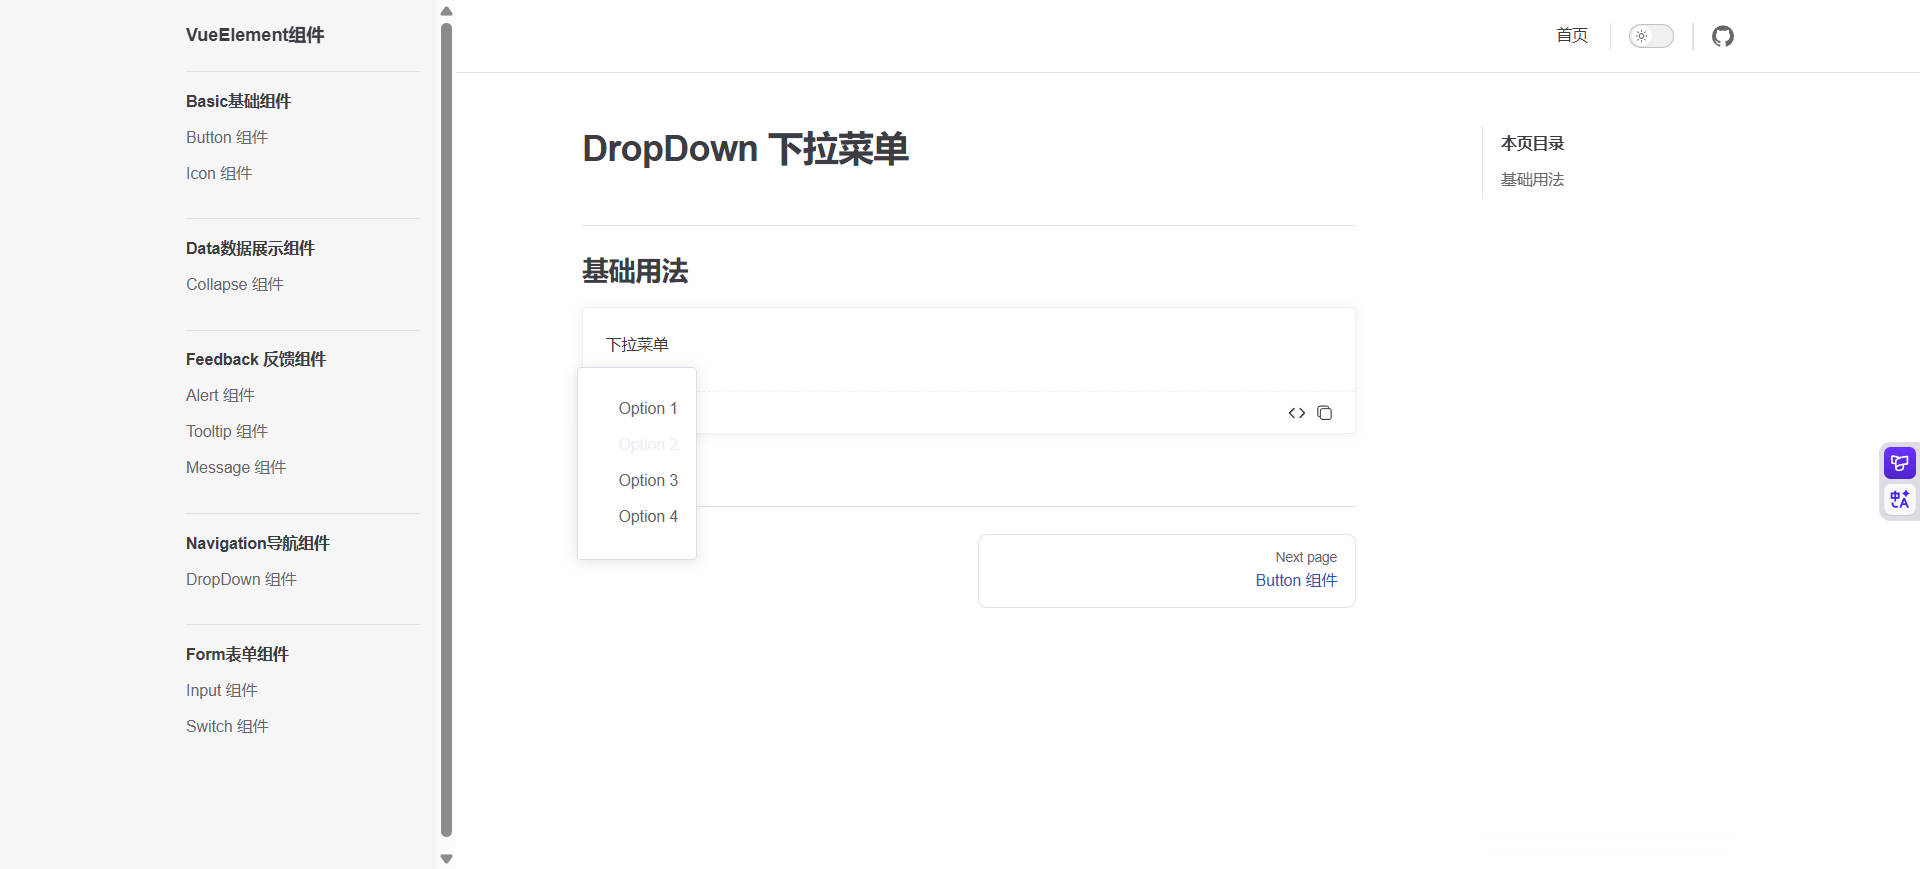 VueElement组件
Basic基础组件
Button 组件
Icon 组件
Data数据展示组件
Collapse 组件
Feedback 反馈组件
Alert 组件
Tooltip 组件
Message 组件
Navigation导航组件
DropDown 组件
Form表单组件
Input 组件
Switch 组件
首页
DropDown 下拉菜单
基础用法
下拉菜单
Option 1
Option 2
Option 3
Option 4
Next page
Button 组件
本页目录
基础用法